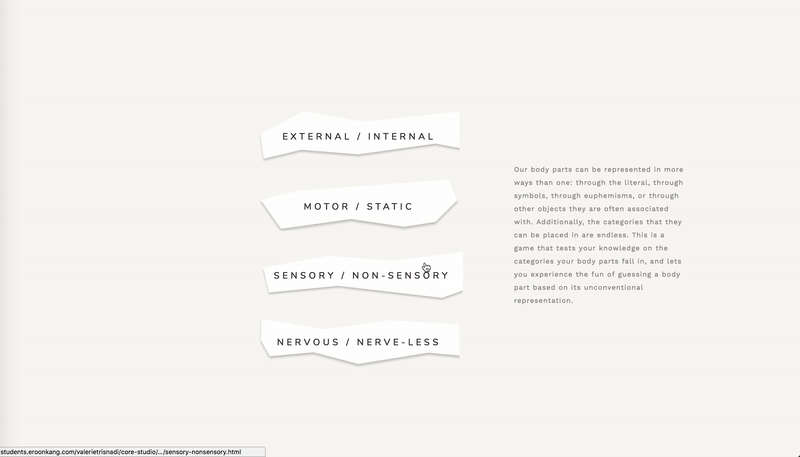 EXTERNAL / INTERNAL
MOTOR / STATIC
SENSORY / NON-SENSORY
NERVOUS / NERVE-LESS
Our body parts can be represented in more
ways than one: through the literal, through
symbols, through euphemisms, or through
other objects they are often associated
with. Additionally, the categories that they
can be placed in are endless. This is a
game that tests your knowledge on the
categories your body parts fall in, and lets
you experience the fun of guessing a body
part based on its unconventional
representation.
students.eroonkang.com/valerietrisnadi/core-studio/.../sensory-nonsensory.html